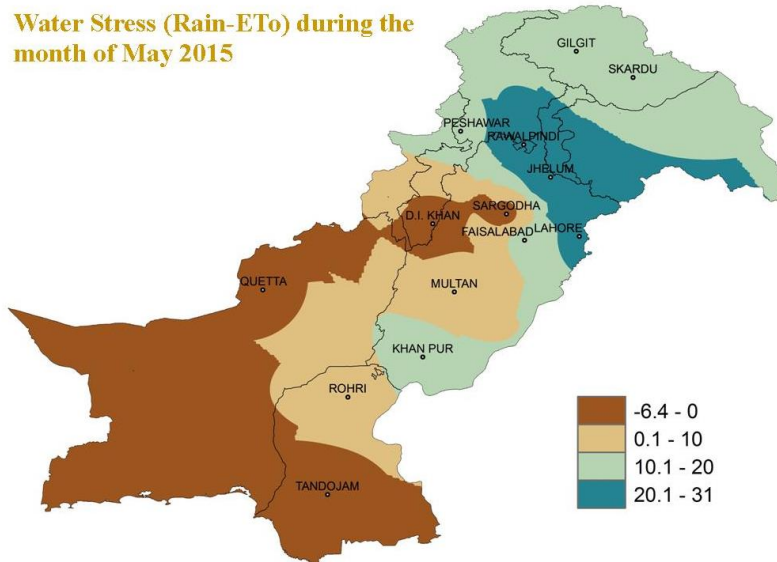 Water Stress (Rain-ETo) during the
month of May 2015
GILGIT
SKARDU
PESHAWAR
RAWALPINDI
JHELUM
SARGODHA
D.I. KHAN
FAISALABAD
LAHORE
QUETTA
MULTAN
KHAN PUR
ROHRI
TANDOJAM
-6.4 - 0
0.1 - 10
10.1 - 20
20.1 - 31